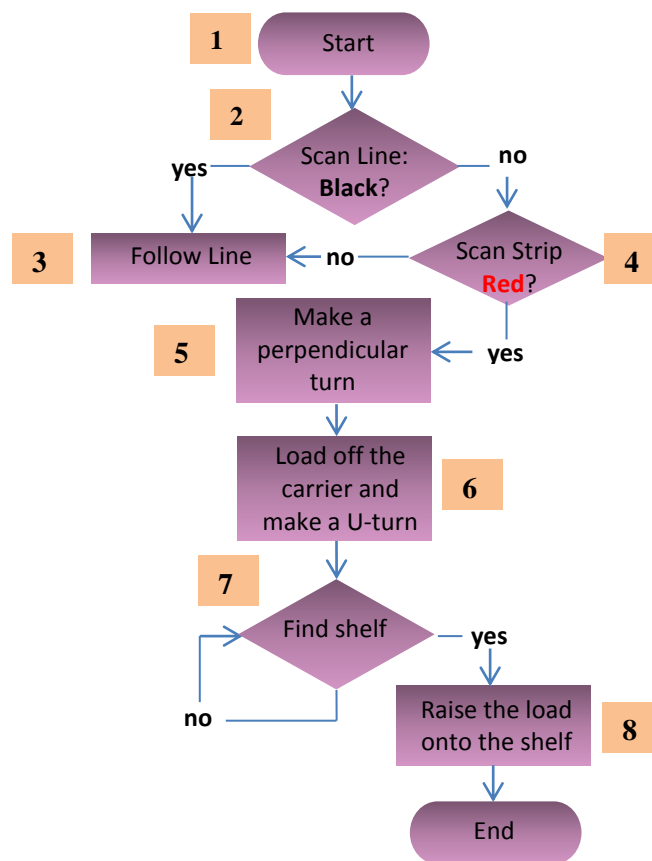 1
Start
2
Scan Line:
Black?
yes
no
3
Follow Line
no
Scan Strip
Red?
4
yes
5
Make a
perpendicular
turn
Load off the
carrier and
make a U-turn
6
7
Find shelf
yes
no
Raise the load
onto the shelf
8
End